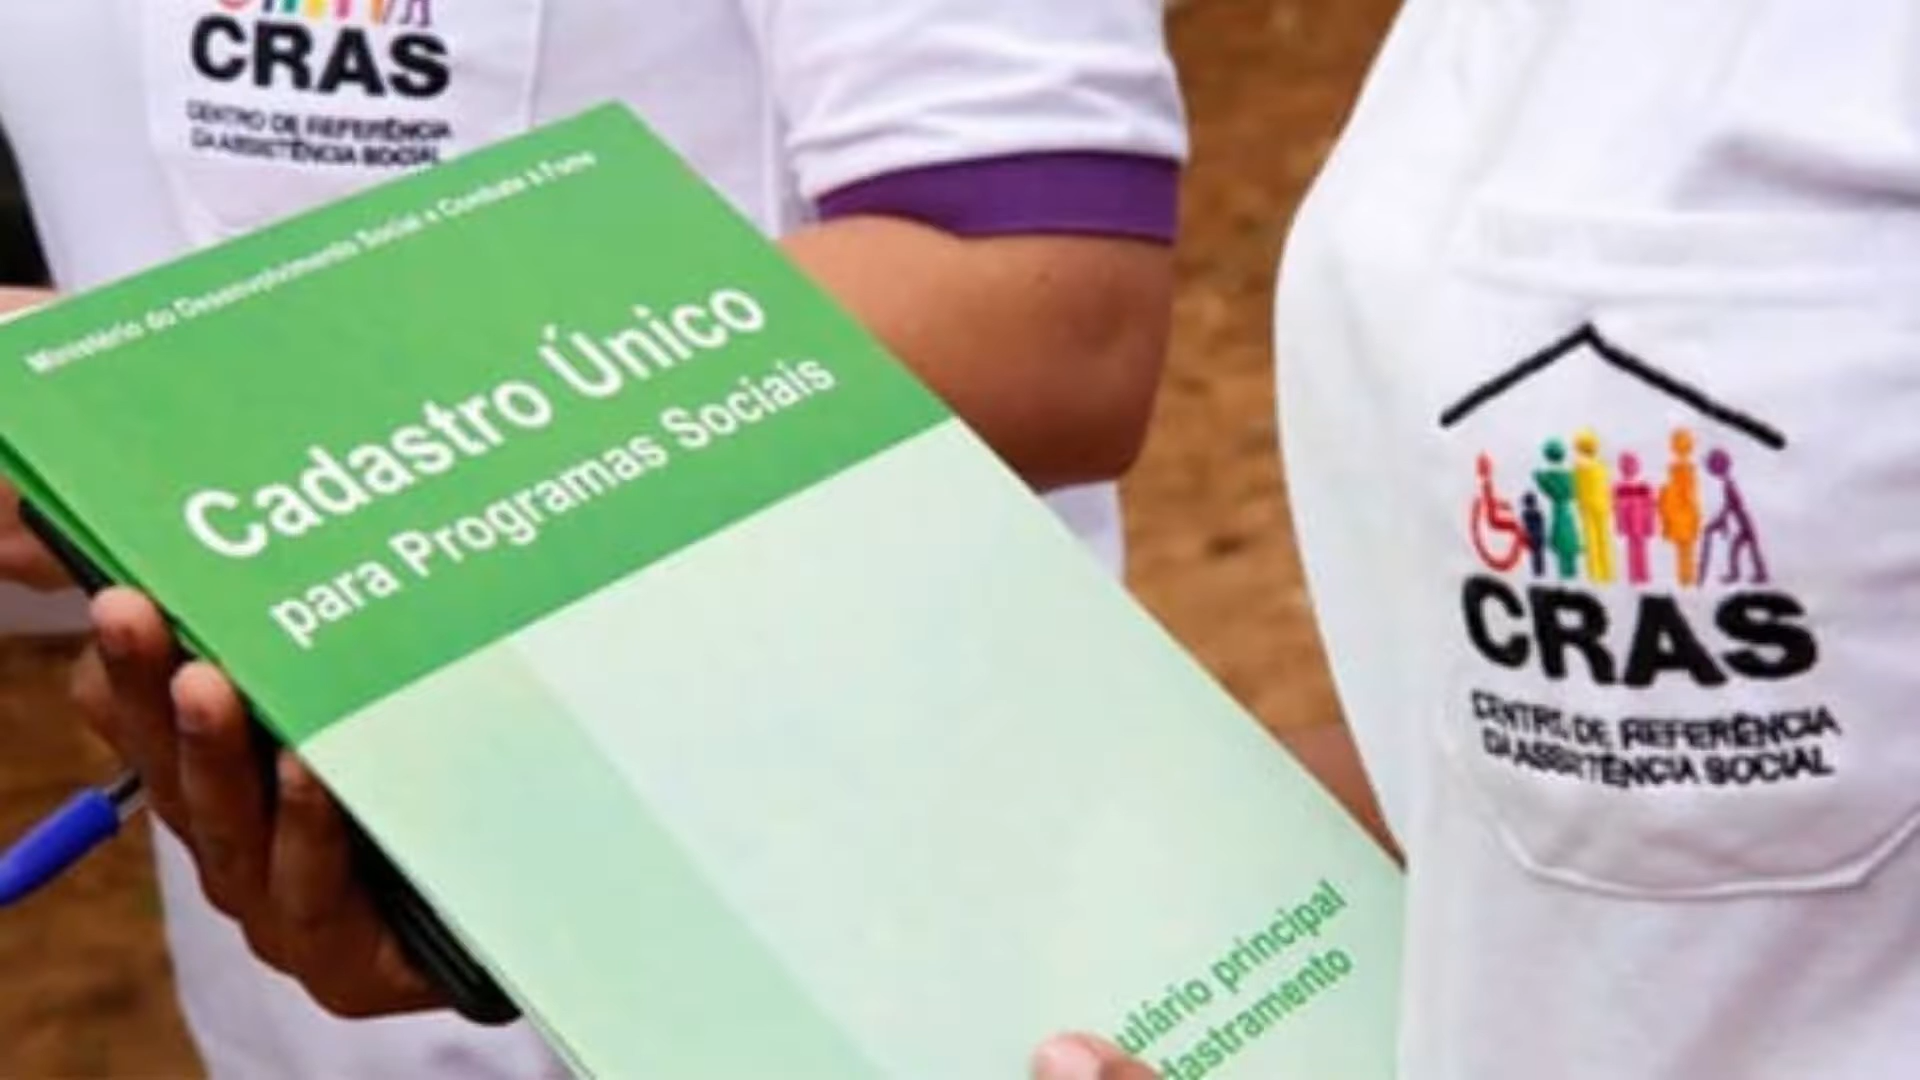 CRAS
CENTRO DE REFERÊNCIA
DA ASSISTÊNCIA SOCIAL
Ministério do Desenvolvimento Social e Combate à Fome
Cadastro Único
para Programas Sociais
ulário principal
dastramento
CRAS
CENTRO DE REFERÊNCIA
DA ASSISTÊNCIA SOCIAL